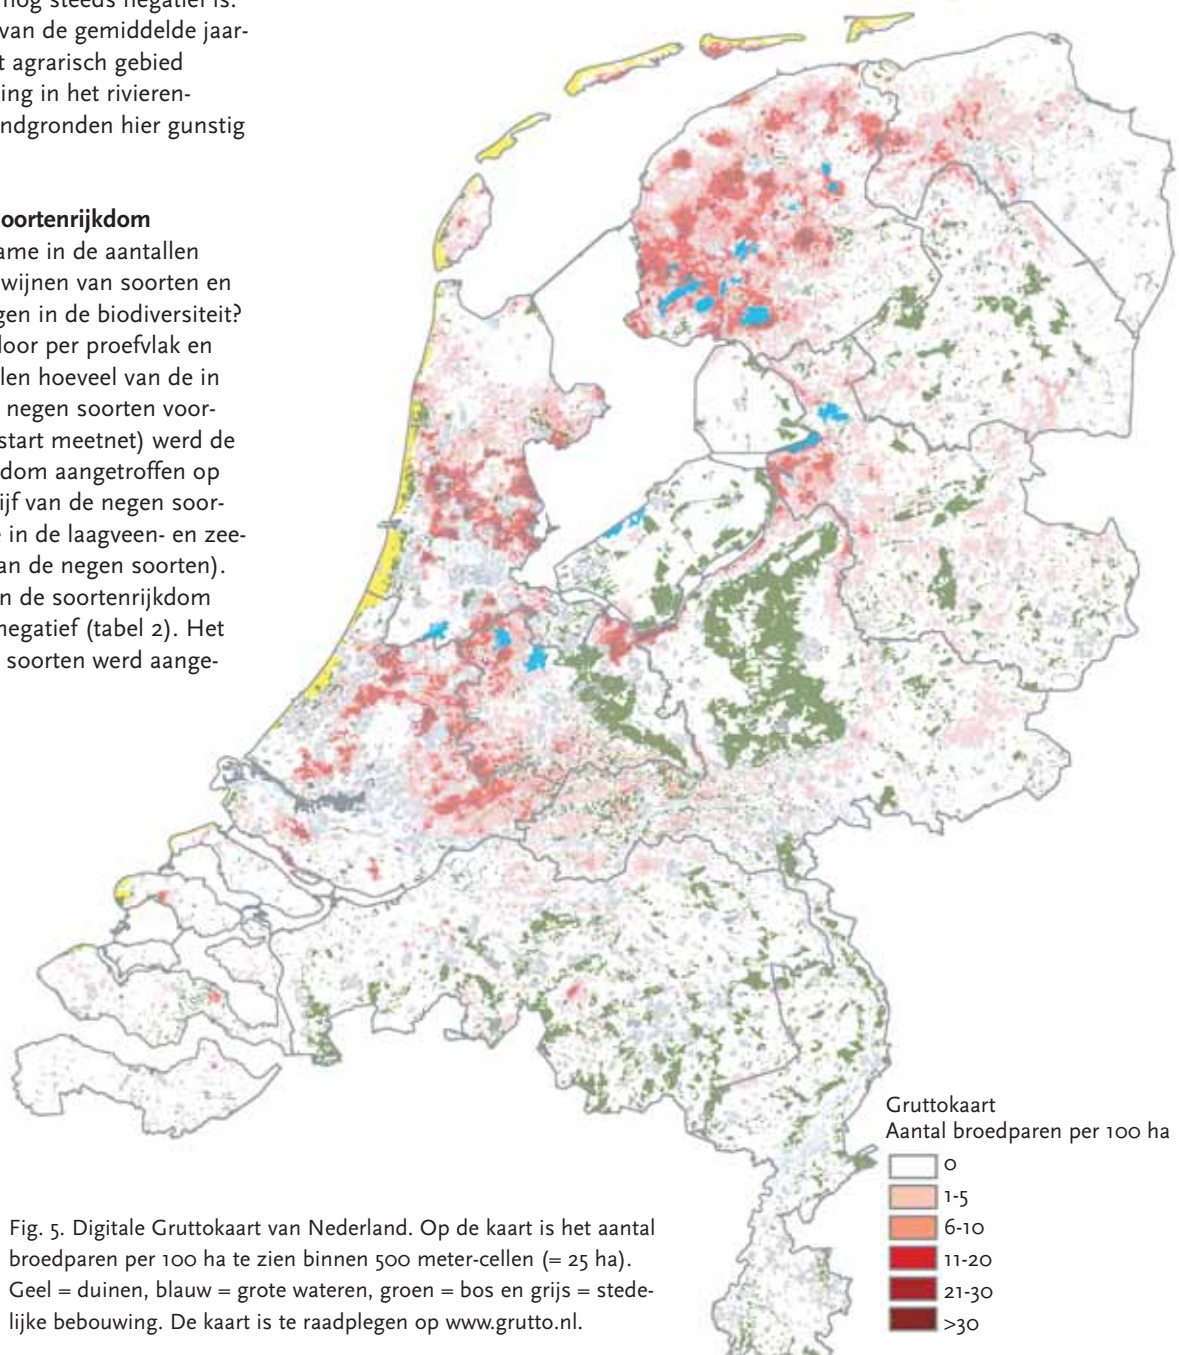 nog steeds negatief is.
van de gemiddelde jaar-
t agrarisch gebied
ing in het rivieren-
ndgronden hier gunstig
oortenrijkdom
ame in de aantallen
wijnen van soorten en
gen in de biodiversiteit?
door per proefvlak en
len hoeveel van de in
negen soorten voor-
start meetnet) werd de
dom aangetroffen op
ijf van de negen soor-
in de laagveen- en zee-
an de negen soorten).
n de soortenrijkdom
negatief (tabel 2). Het
soorten werd aange-
Gruttokaart
Aantal broedparen per 100 ha
0
1-5
6-10
11-20
21-30
>30
Fig. 5. Digitale Gruttokaart van Nederland. Op de kaart is het aantal
broedparen per 100 ha te zien binnen 500 meter-cellen (= 25 ha).
Geel = duinen, blauw = grote wateren, groen = bos en grijs = stede-
lijke bebouwing. De kaart is te raadplegen op www.grutto.nl.